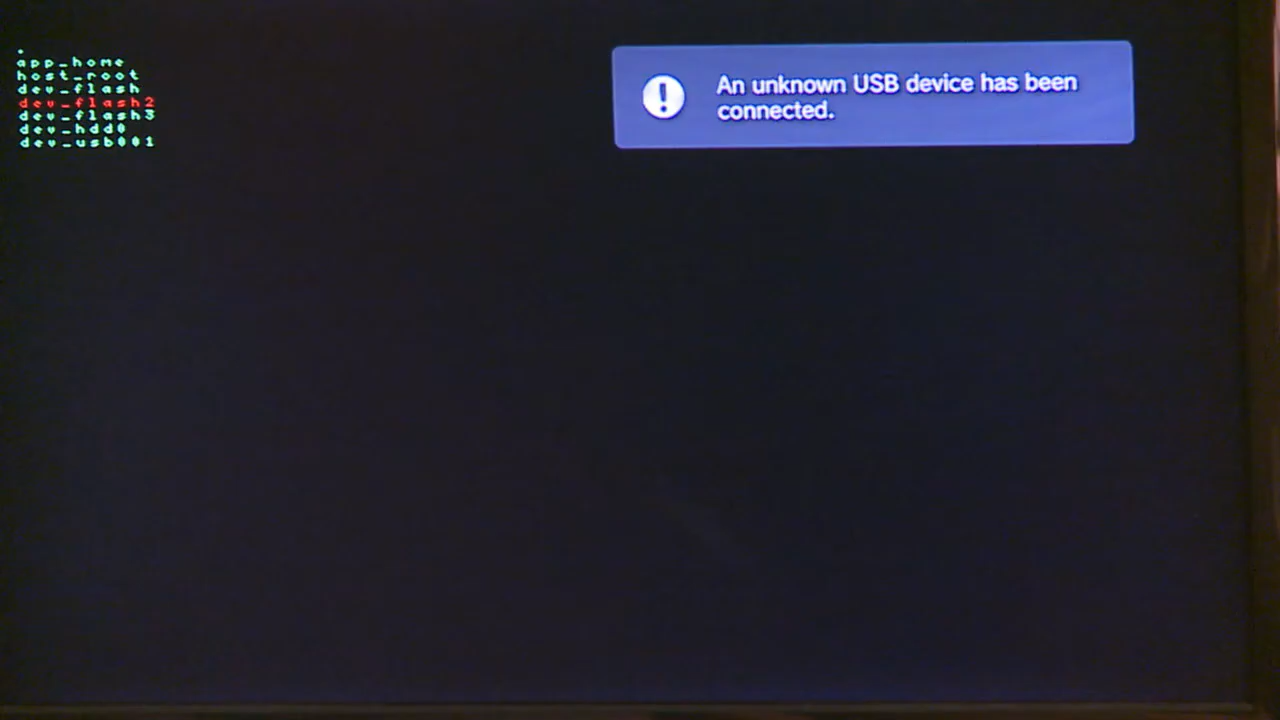 .
app_home
host_root
dev_flash
dev_flash2
dev_flash3
dev_hdd0
dev_usb001
An unknown USB device has been
connected.